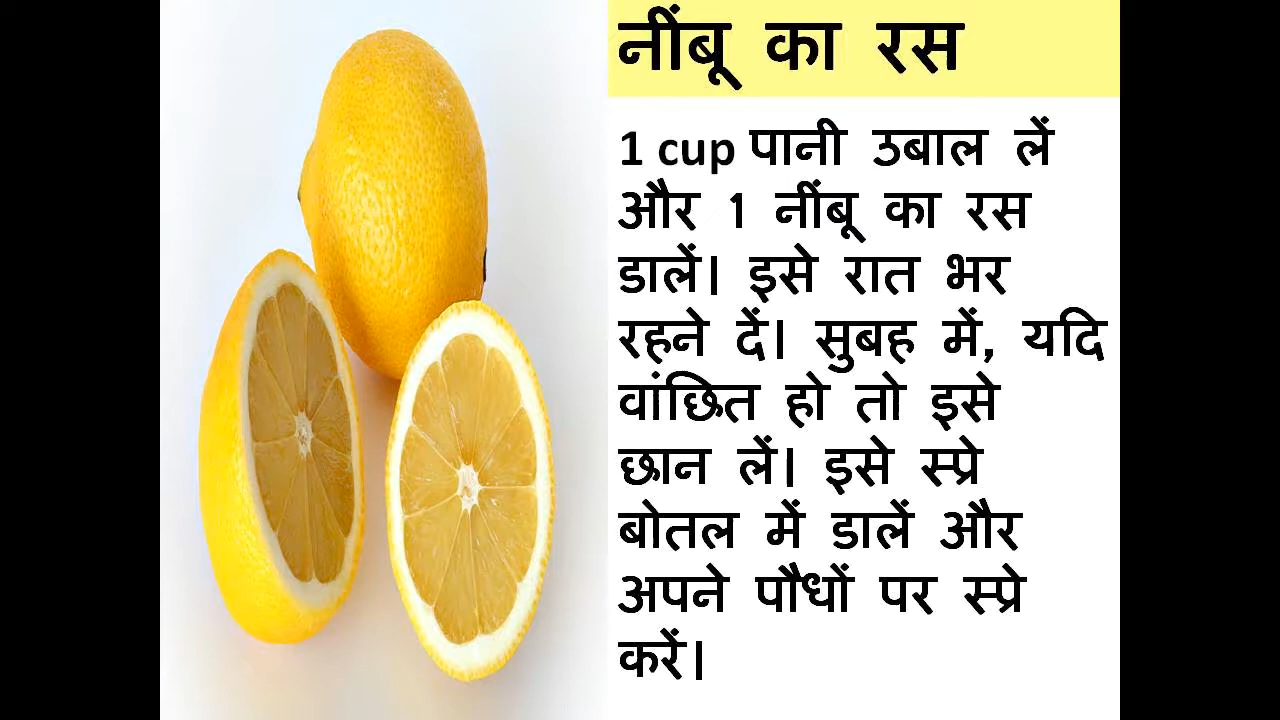 नींबू का रस
1 cup पानी उबाल लें
और 1 नींबू का रस
डालें। इसे रात भर
रहने दें। सुबह में, यदि
वांछित हो तो इसे
छान लें। इसे स्प्रे
बोतल में डालें और
अपने पौधों पर स्प्रे
करें।